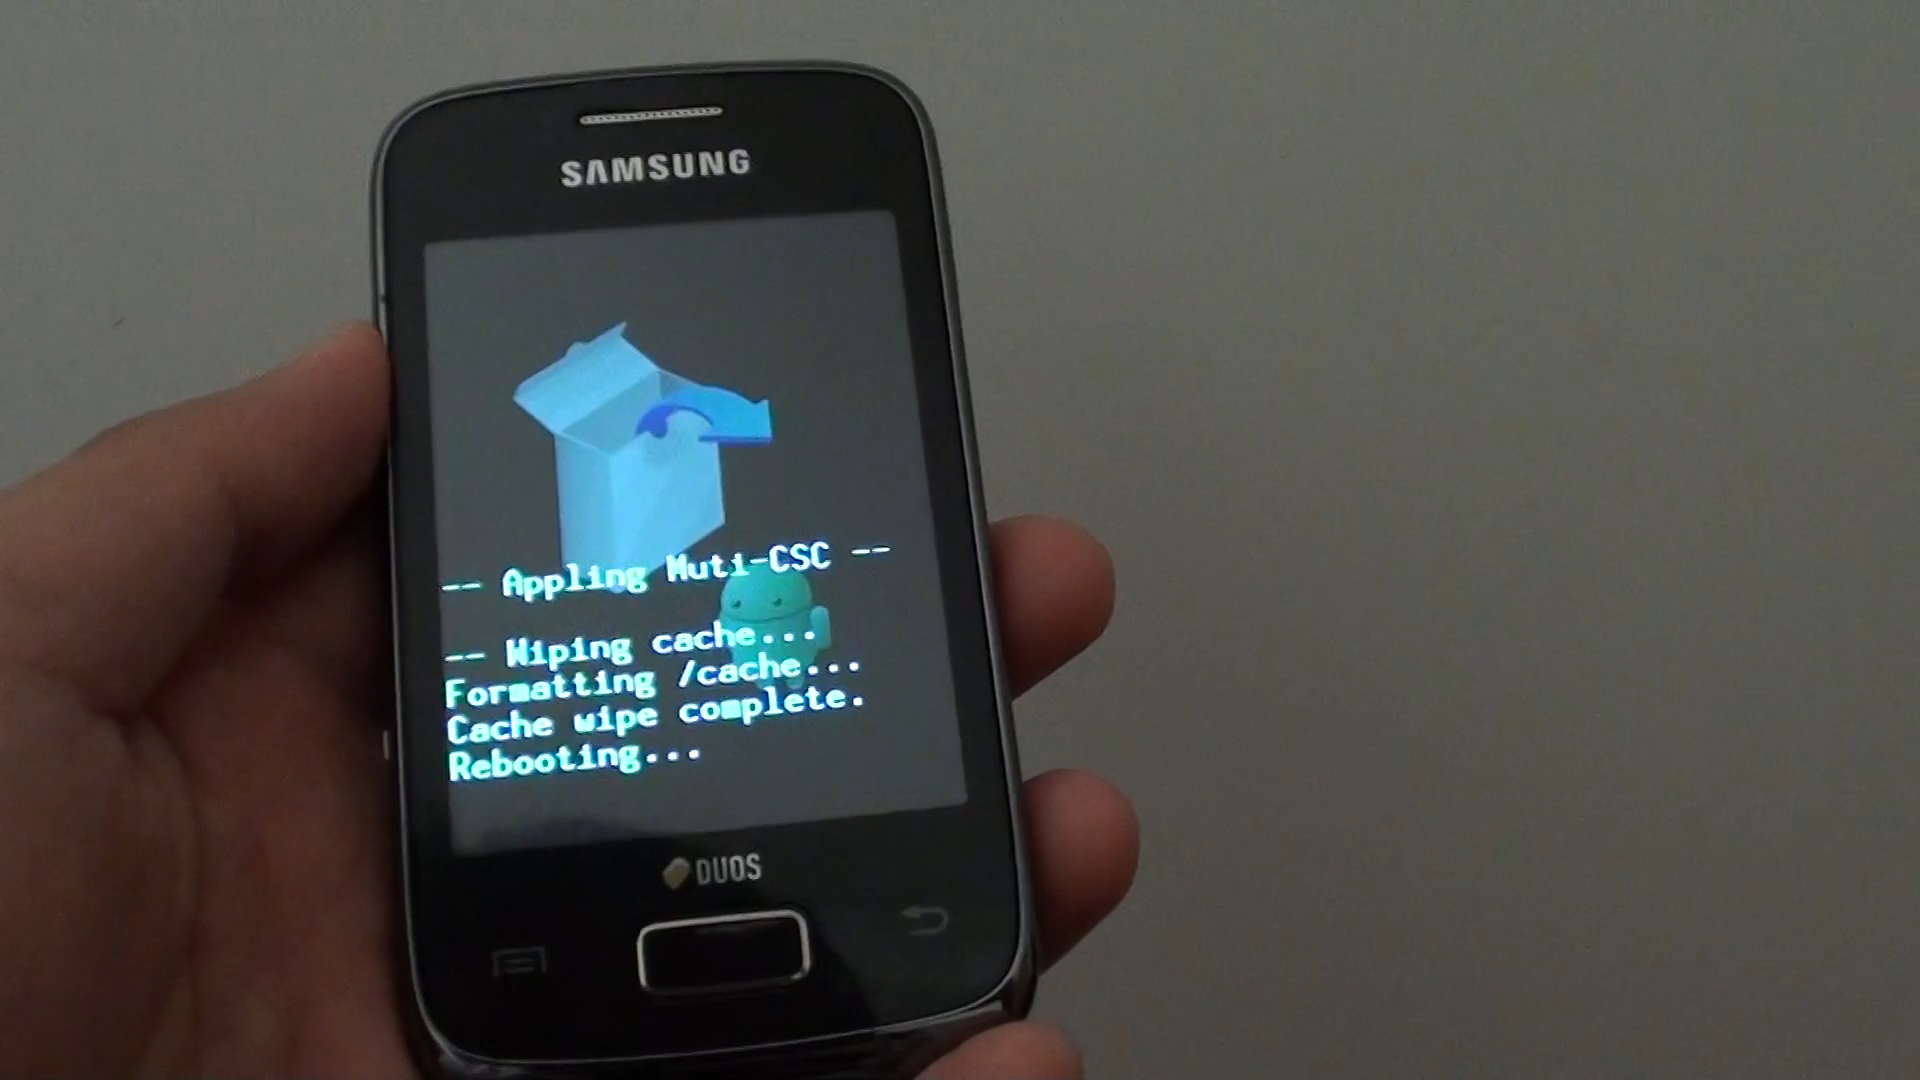 SAMSUNG
-- Appling Muti-CSC --
-- Wiping cache...
Formatting /cache...
Cache wipe complete.
Rebooting...
DUOS